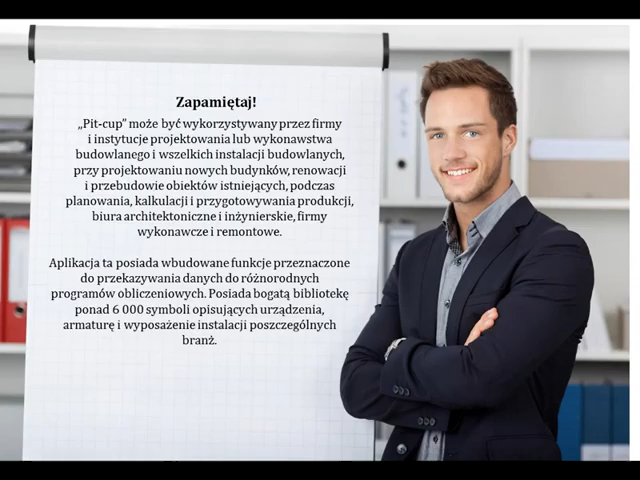 Zapamiętaj!
„Pit-cup” może być wykorzystywany przez firmy
i instytucje projektowania lub wykonawstwa
budowlanego i wszelkich instalacji budowlanych,
przy projektowaniu nowych budynków, renowacji
i przebudowie obiektów istniejących, podczas
planowania, kalkulacji i przygotowywania produkcji,
biura architektoniczne i inżynierskie, firmy
wykonawcze i remontowe.
Aplikacja ta posiada wbudowane funkcje przeznaczone
do przekazywania danych do różnorodnych
programów obliczeniowych. Posiada bogatą bibliotekę
ponad 6 000 symboli opisujących urządzenia,
armaturę i wyposażenie instalacji poszczególnych
branż.